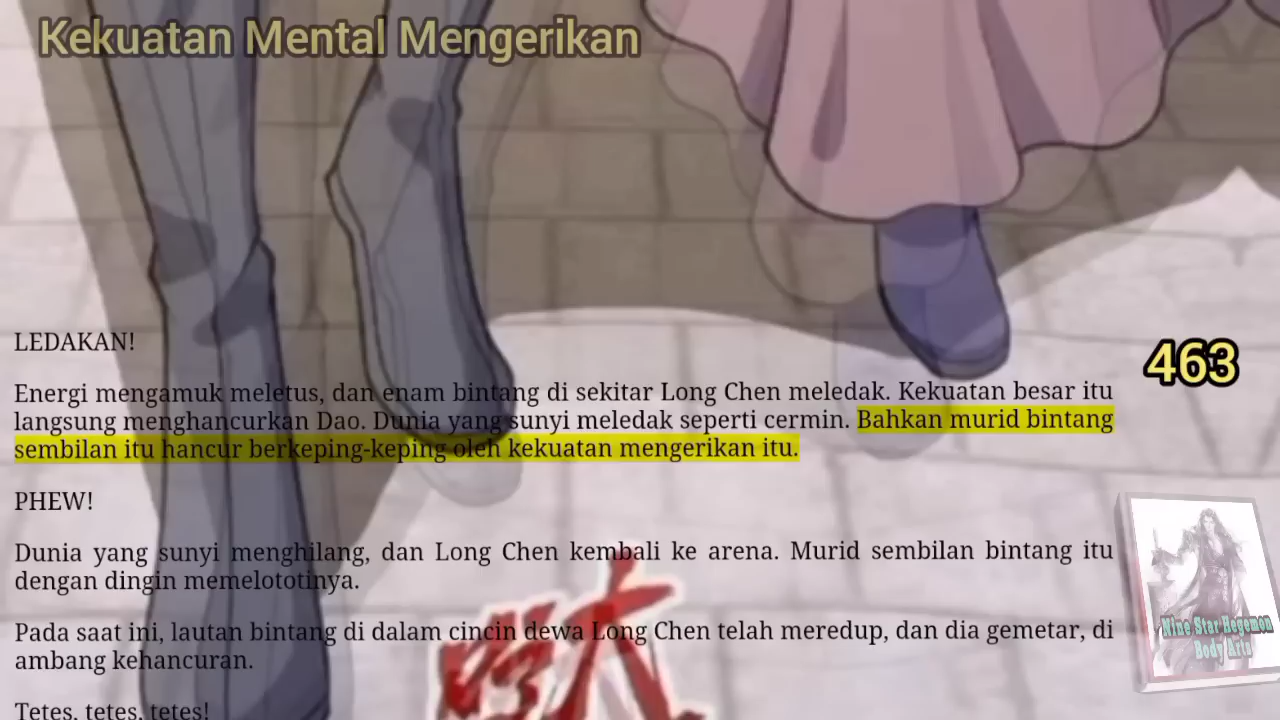 Kekuatan Mental Mengerikan
LEDAKAN!
463
Energi mengamuk meletus, dan enam bintang di sekitar Long Chen meledak. Kekuatan besar itu
langsung menghancurkan Dao. Dunia yang sunyi meledak seperti cermin. Bahkan murid bintang
sembilan itu hancur berkeping-keping oleh kekuatan mengerikan itu.
PHEW!
Dunia yang sunyi menghilang, dan Long Chen kembali ke arena. Murid sembilan bintang itu
dengan dingin memelototinya.
Pada saat ini, lautan bintang di dalam cincin dewa Long Chen telah meredup, dan dia gemetar, di
ambang kehancuran.
Nine Star Hegemon
Body Arts
Tetes, tetes, tetes!